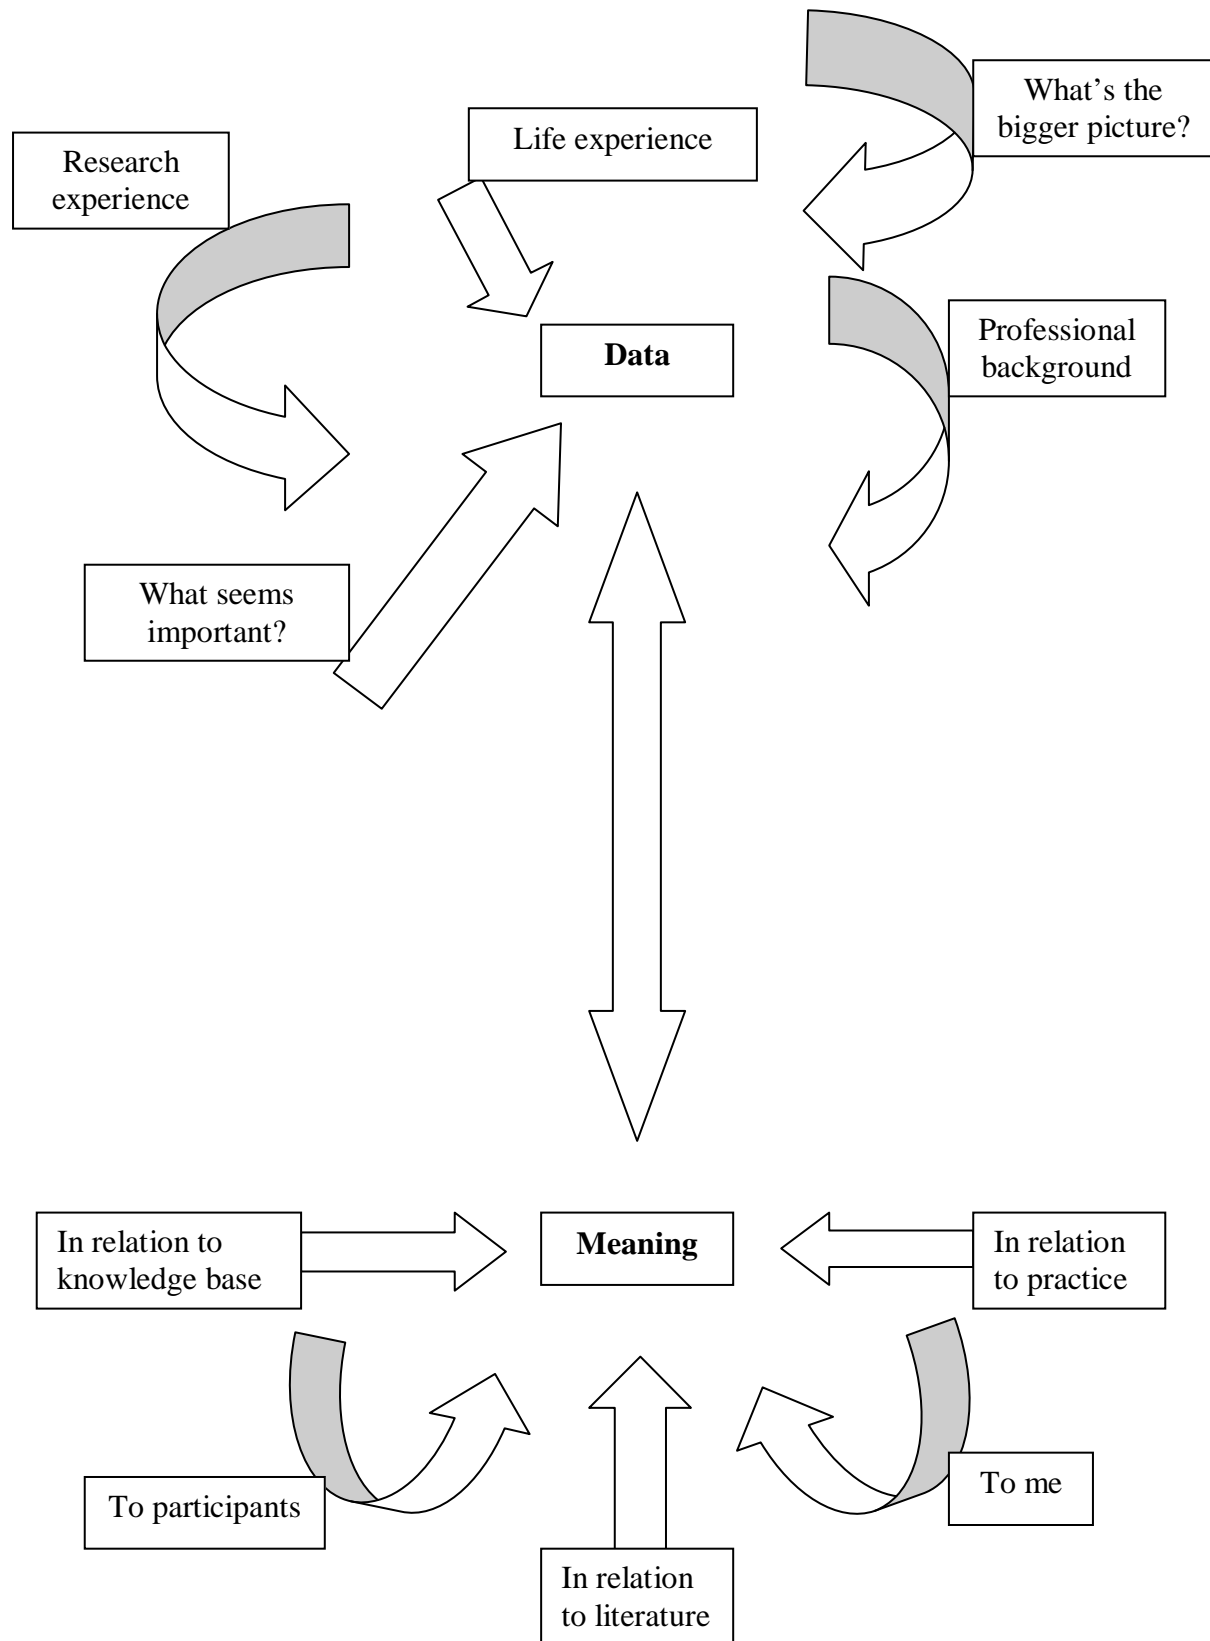 What’s the
bigger picture?
Life experience
Research
experience
Professional
background
Data
What seems
important?
In relation to
knowledge base
Meaning
In relation
to practice
To participants
To me
In relation
to literature